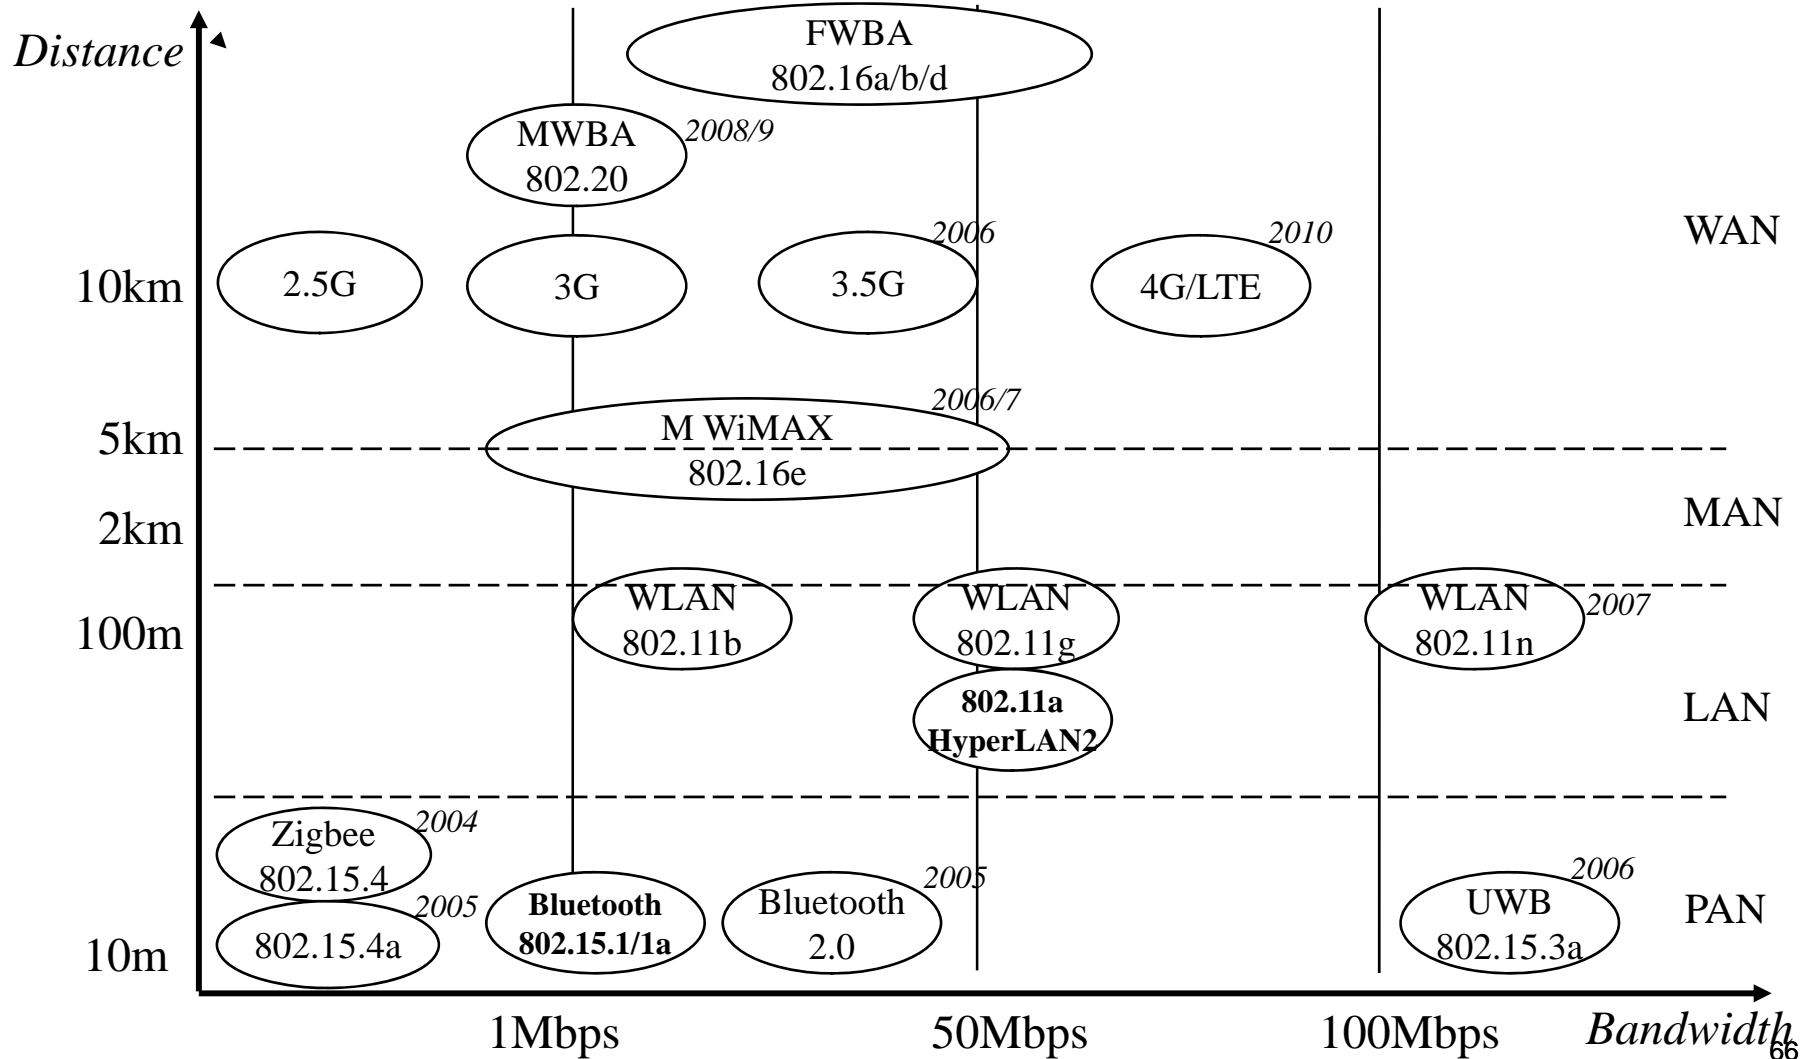 Distance
FWBA
802.16a/b/d
MWBA
802.20
2008/9
WAN
10km
2.5G
3G
3.5G
2006
4G/LTE
2010
5km
M WiMAX
802.16e
2006/7
2km
MAN
100m
WLAN
802.11b
WLAN
802.11g
WLAN
802.11n
2007
802.11a
HyperLAN2
LAN
Zigbee
802.15.4
2004
802.15.4a
2005
Bluetooth
802.15.1/1a
Bluetooth
2.0
2005
UWB
802.15.3a
2006
PAN
10m
1Mbps
50Mbps
100Mbps
Bandwidth
66